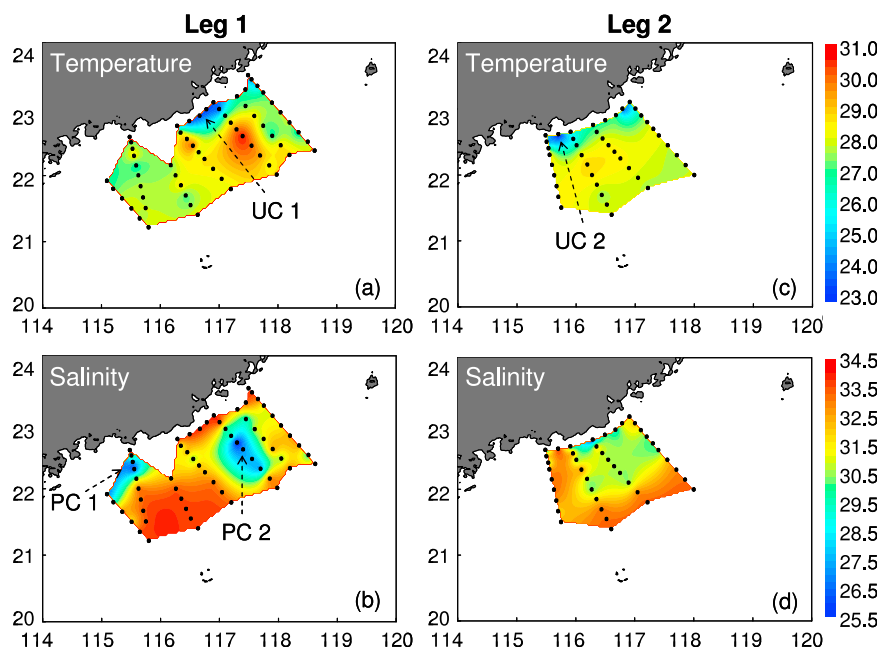 Leg 1
Leg 2
24
23
22
21
20
Temperature
UC 1
(a)
114 115 116 117 118 119 120
24
23
22
21
20
Temperature
UC 2
(c)
114 115 116 117 118 119 120
31.0
30.0
29.0
28.0
27.0
26.0
25.0
24.0
23.0
24
23
22
21
20
Salinity
PC 1
PC 2
(b)
114 115 116 117 118 119 120
24
23
22
21
20
Salinity
(d)
114 115 116 117 118 119 120
34.5
33.5
32.5
31.5
30.5
29.5
28.5
27.5
26.5
25.5